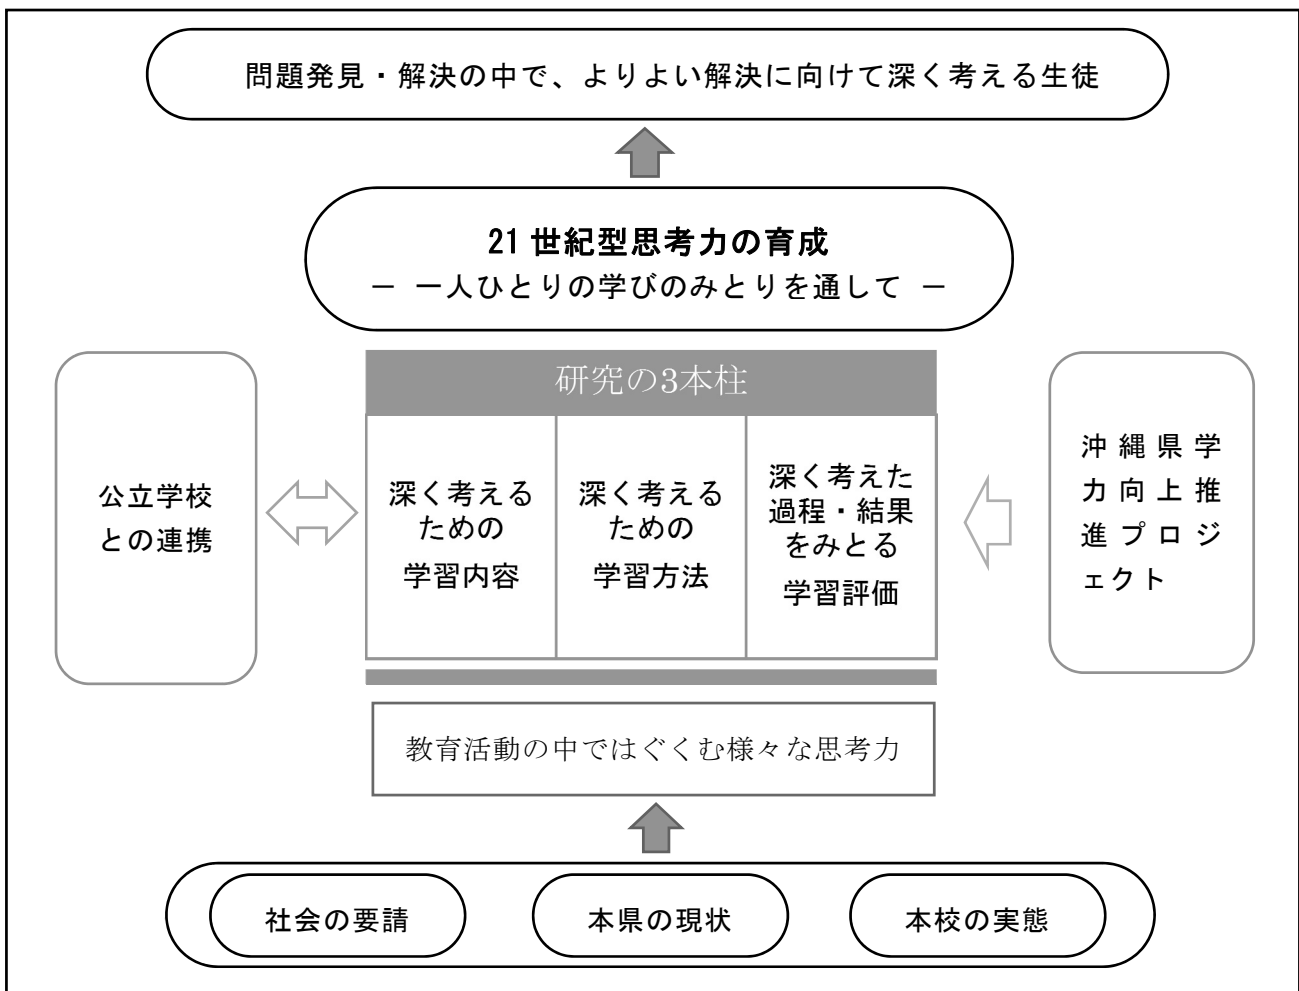 問題発見・解決の中で、よりよい解決に向けて深く考える生徒
21 世紀型思考力の育成
－ 一人ひとりの学びのみとりを通して －
研究の3本柱
公立学校
との連携
深く考える
ための
学習内容
深く考える
ための
学習方法
深く考えた
過程・結果
をみとる
学習評価
沖縄県学
力向上推
進プロジ
ェクト
教育活動の中ではぐくむ様々な思考力
社会の要請
本県の現状
本校の実態